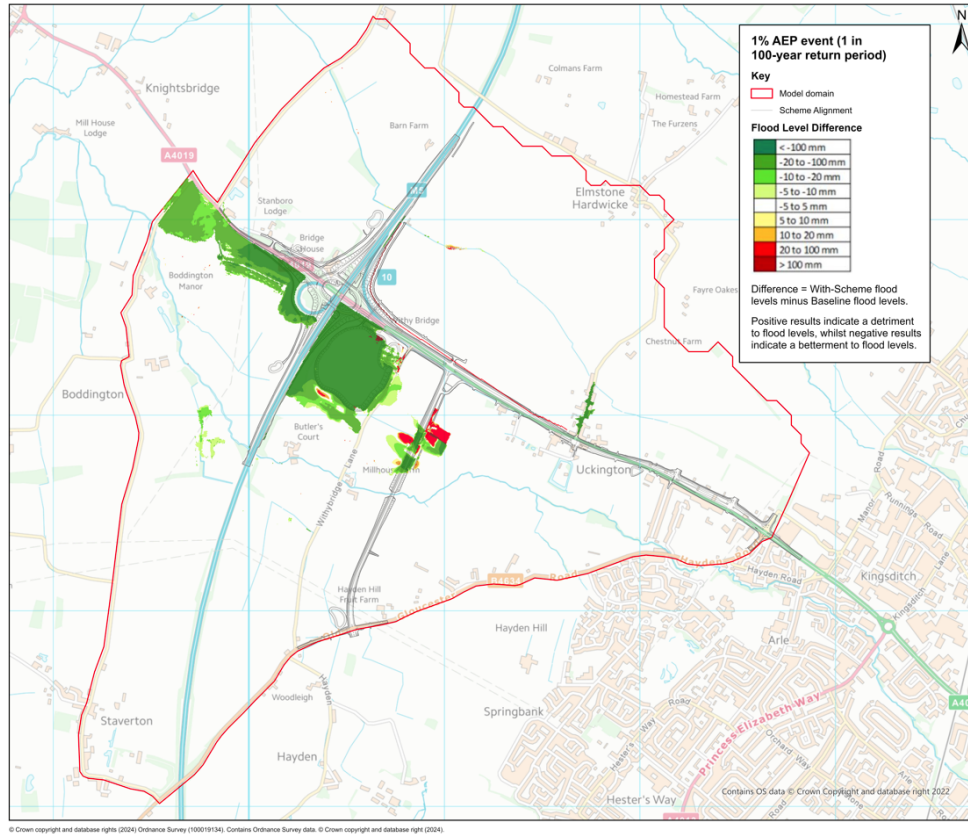 N
1% AEP event (1 in
100-year return period)
Key
Model domain
Scheme Alignment
Flood Level Difference
< -100 mm
-20 to -100 mm
-10 to -20 mm
-5 to -10 mm
-5 to 5 mm
5 to 10 mm
10 to 20 mm
20 to 100 mm
> 100 mm
Difference = With-Scheme flood
levels minus Baseline flood levels.
Positive results indicate a detriment
to flood levels, whilst negative results
indicate a betterment to flood levels.
Colmans Farm
Knightsbridge
Homestead Farm
Mill House
Lodge
The Furzens
Barn Farm
A4019
M5
Elmstone
Hardwicke
Stanboro
Lodge
Bridge
House
Boddington
Manor
10
Fayre Oakes
Withy Bridge
Chestnut Farm
Boddington
Butler's
Court
Uckington
Withybridge Lane
Manor Road
Runnings Road
Hayden Road
Kingsditch
Kingsditch Lane
Hayden Hill
Fruit Farm
Gloucester Road
Hayden Hill
Arle
Woodleigh
Hayden
Springbank
Staverton
Hayden
Princess Elizabeth Way
Hester's Way
Road
Orchard Way
Arle
Hester's Way
Contains OS data © Crown Copyright and database right 2022
© Crown copyright and database rights (2024) Ordnance Survey (100019134). Contains Ordnance Survey data. © Crown copyright and database right (2024).